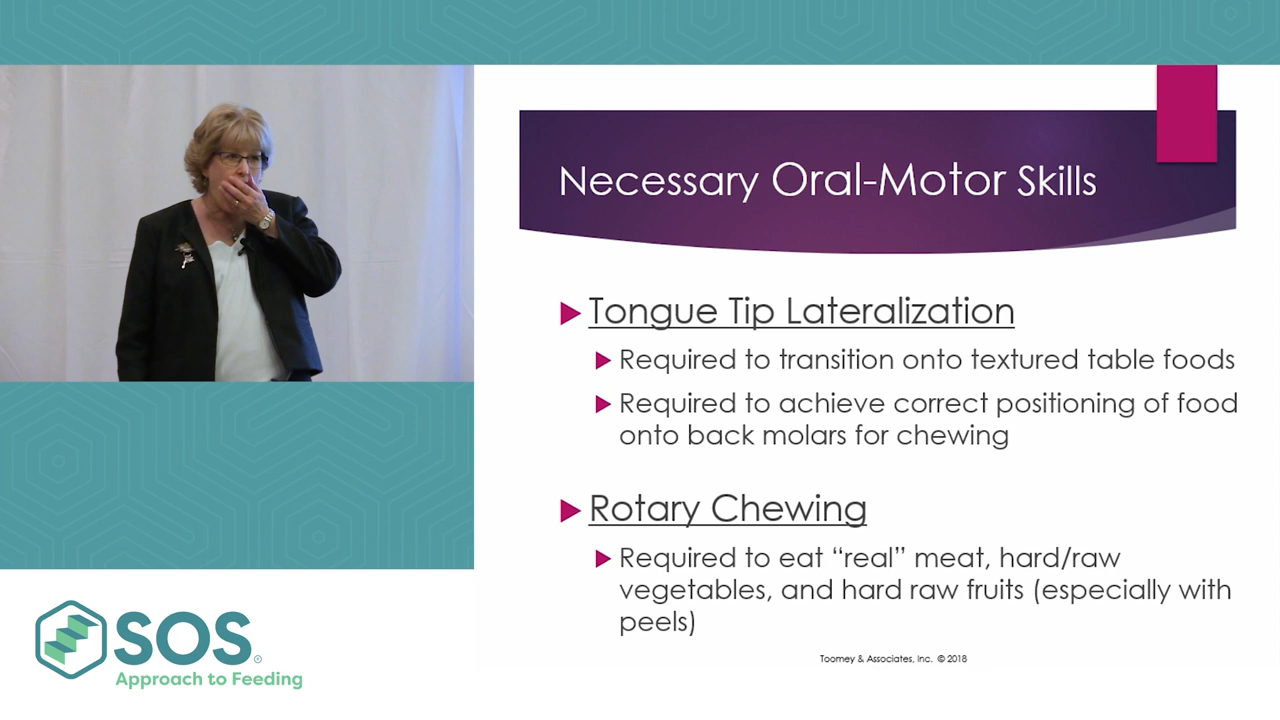 Necessary Oral-Motor Skills
Tongue Tip Lateralization
Required to transition onto textured table foods
Required to achieve correct positioning of food
onto back molars for chewing
Rotary Chewing
Required to eat “real” meat, hard/raw
vegetables, and hard raw fruits (especially with
peels)
Toomey & Associates, Inc. © 2018
SOS®
Approach to Feeding